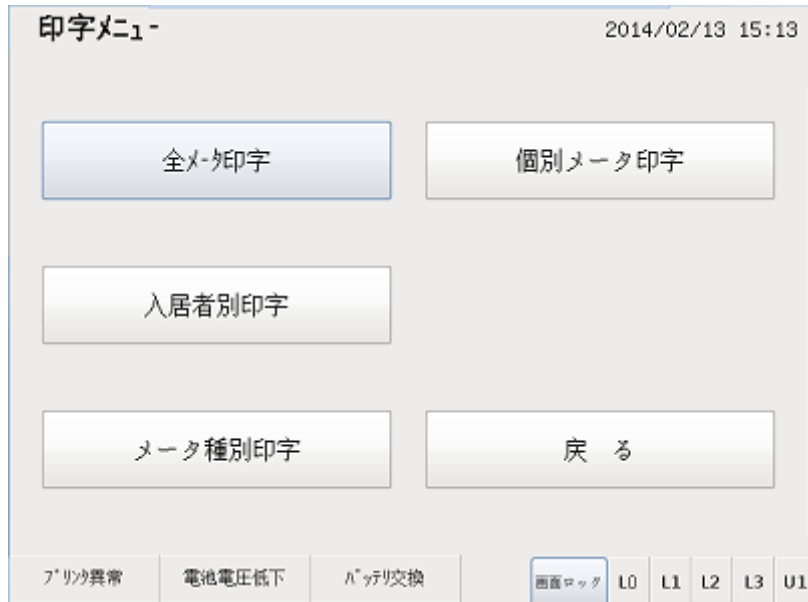 印字ﾒﾆｭｰ 2014/02/13 15:13
全ﾒｰﾀ印字 個別メータ印字
入居者別印字
メータ種別印字 戻 る
ﾌﾟﾘﾝﾀ異常 電池電圧低下 ﾊﾞｯﾃﾘ交換 画面ロック L0 L1 L2 L3 U1